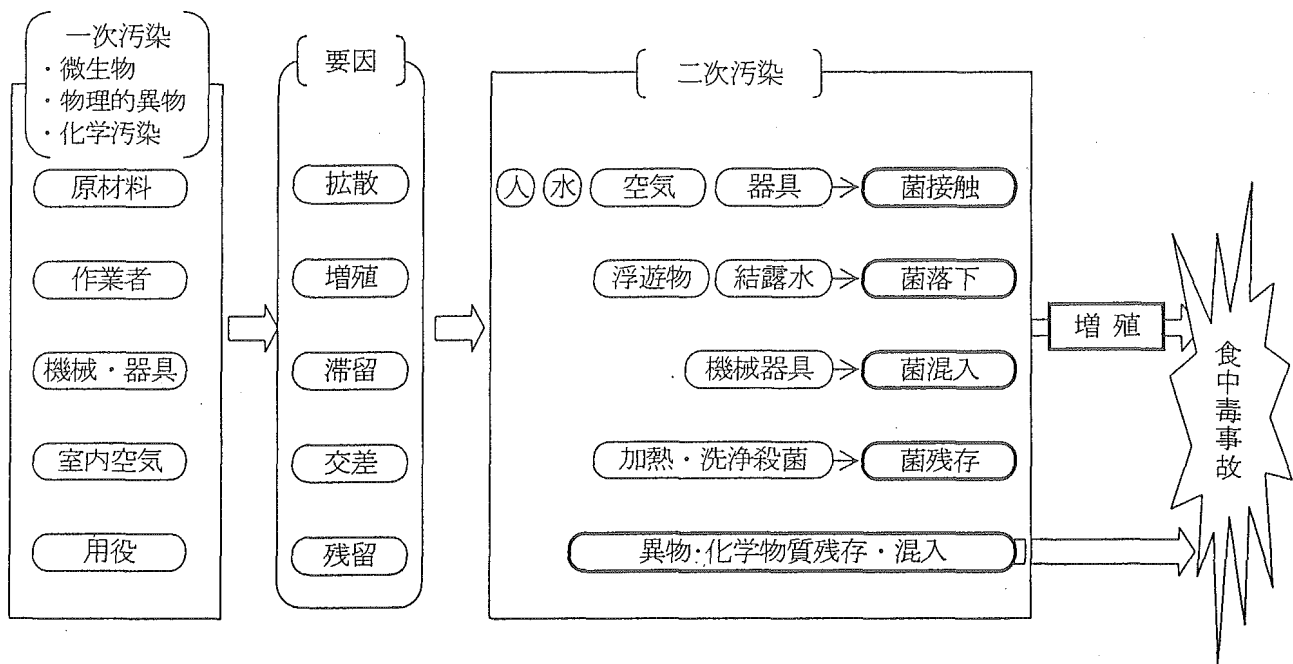 一次汚染
・微生物
・物理的異物
・化学汚染
原材料
作業者
機械・器具
室内空気
用役
要因
拡散
増殖
滞留
交差
残留
二次汚染
人 水 空気 器具 菌接触
浮遊物 結露水 菌落下
機械器具 菌混入
加熱・洗浄殺菌 菌残存
異物・化学物質残存・混入
増殖
食中毒事故